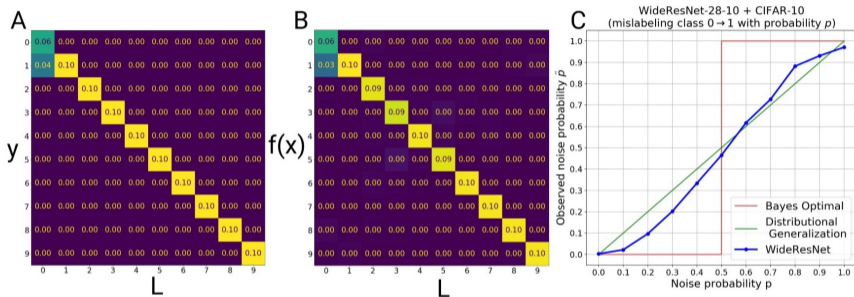 A
B
C
WideResNet-28-10 + CIFAR-10
(mislabeling class 0→1 with probability p)
0 0.06 0.00 0.00 0.00 0.00 0.00 0.00 0.00 0.00 0.00
1 0.04 0.10 0.00 0.00 0.00 0.00 0.00 0.00 0.00 0.00
2 0.00 0.00 0.10 0.00 0.00 0.00 0.00 0.00 0.00 0.00
3 0.00 0.00 0.00 0.10 0.00 0.00 0.00 0.00 0.00 0.00
4 0.00 0.00 0.00 0.00 0.10 0.00 0.00 0.00 0.00 0.00
5 0.00 0.00 0.00 0.00 0.00 0.10 0.00 0.00 0.00 0.00
6 0.00 0.00 0.00 0.00 0.00 0.00 0.10 0.00 0.00 0.00
7 0.00 0.00 0.00 0.00 0.00 0.00 0.00 0.10 0.00 0.00
8 0.00 0.00 0.00 0.00 0.00 0.00 0.00 0.00 0.10 0.00
9 0.00 0.00 0.00 0.00 0.00 0.00 0.00 0.00 0.00 0.10
0 1 2 3 4 5 6 7 8 9
y
L
0 0.06 0.00 0.00 0.00 0.00 0.00 0.00 0.00 0.00 0.00
1 0.03 0.10 0.00 0.00 0.00 0.00 0.00 0.00 0.00 0.00
2 0.00 0.00 0.09 0.00 0.00 0.00 0.00 0.00 0.00 0.00
3 0.00 0.00 0.00 0.09 0.00 0.00 0.00 0.00 0.00 0.00
4 0.00 0.00 0.00 0.00 0.10 0.00 0.00 0.00 0.00 0.00
5 0.00 0.00 0.00 0.00 0.00 0.09 0.00 0.00 0.00 0.00
6 0.00 0.00 0.00 0.00 0.00 0.00 0.10 0.00 0.00 0.00
7 0.00 0.00 0.00 0.00 0.00 0.00 0.00 0.10 0.00 0.00
8 0.00 0.00 0.00 0.00 0.00 0.00 0.00 0.00 0.10 0.00
9 0.00 0.00 0.00 0.00 0.00 0.00 0.00 0.00 0.00 0.10
0 1 2 3 4 5 6 7 8 9
f(x)
L
1.0
0.9
0.8
0.7
0.6
0.5
0.4
0.3
0.2
0.1
0.0
Observed noise probability p̂
Bayes Optimal
Distributional
Generalization
WideResNet
0.0 0.1 0.2 0.3 0.4 0.5 0.6 0.7 0.8 0.9 1.0
Noise probability p